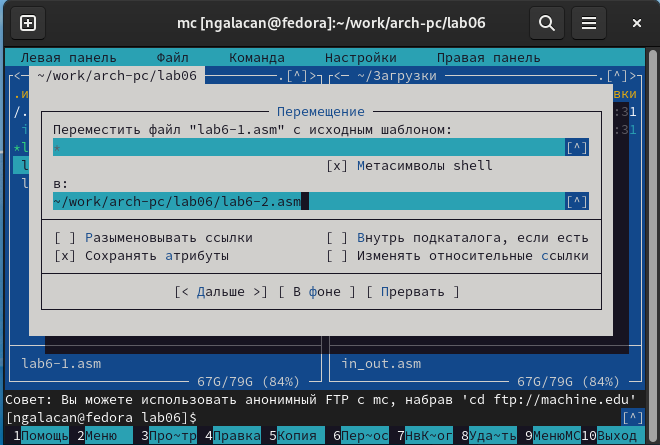 mc [ngalacan@fedora]:~/work/arch-pc/lab06
Левая панель Файл Команда Настройки Правая панель
~/work/arch-pc/lab06 .[^]> <─ ~/Загрузки .[^]>
Перемещение
Переместить файл "lab6-1.asm" с исходным шаблоном:
* [^]
[x] Метасимволы shell
в:
~/work/arch-pc/lab06/lab6-2.asm [^]
[ ] Разыменовывать ссылки [ ] Внутрь подкаталога, если есть
[x] Сохранять атрибуты [ ] Изменять относительные ссылки
[< Дальше >] [ В фоне ] [ Прервать ]
lab6-1.asm in_out.asm
67G/79G (84%) 67G/79G (84%)
Совет: Вы можете использовать анонимный FTP с mc, набрав 'cd ftp://machine.edu'
[ngalacan@fedora lab06]$ [^]
1Помощь 2Меню 3Про~тр 4Правка 5Копия 6Пер~ос 7НвК~ог 8Уда~ть 9МенюMC 10Выход